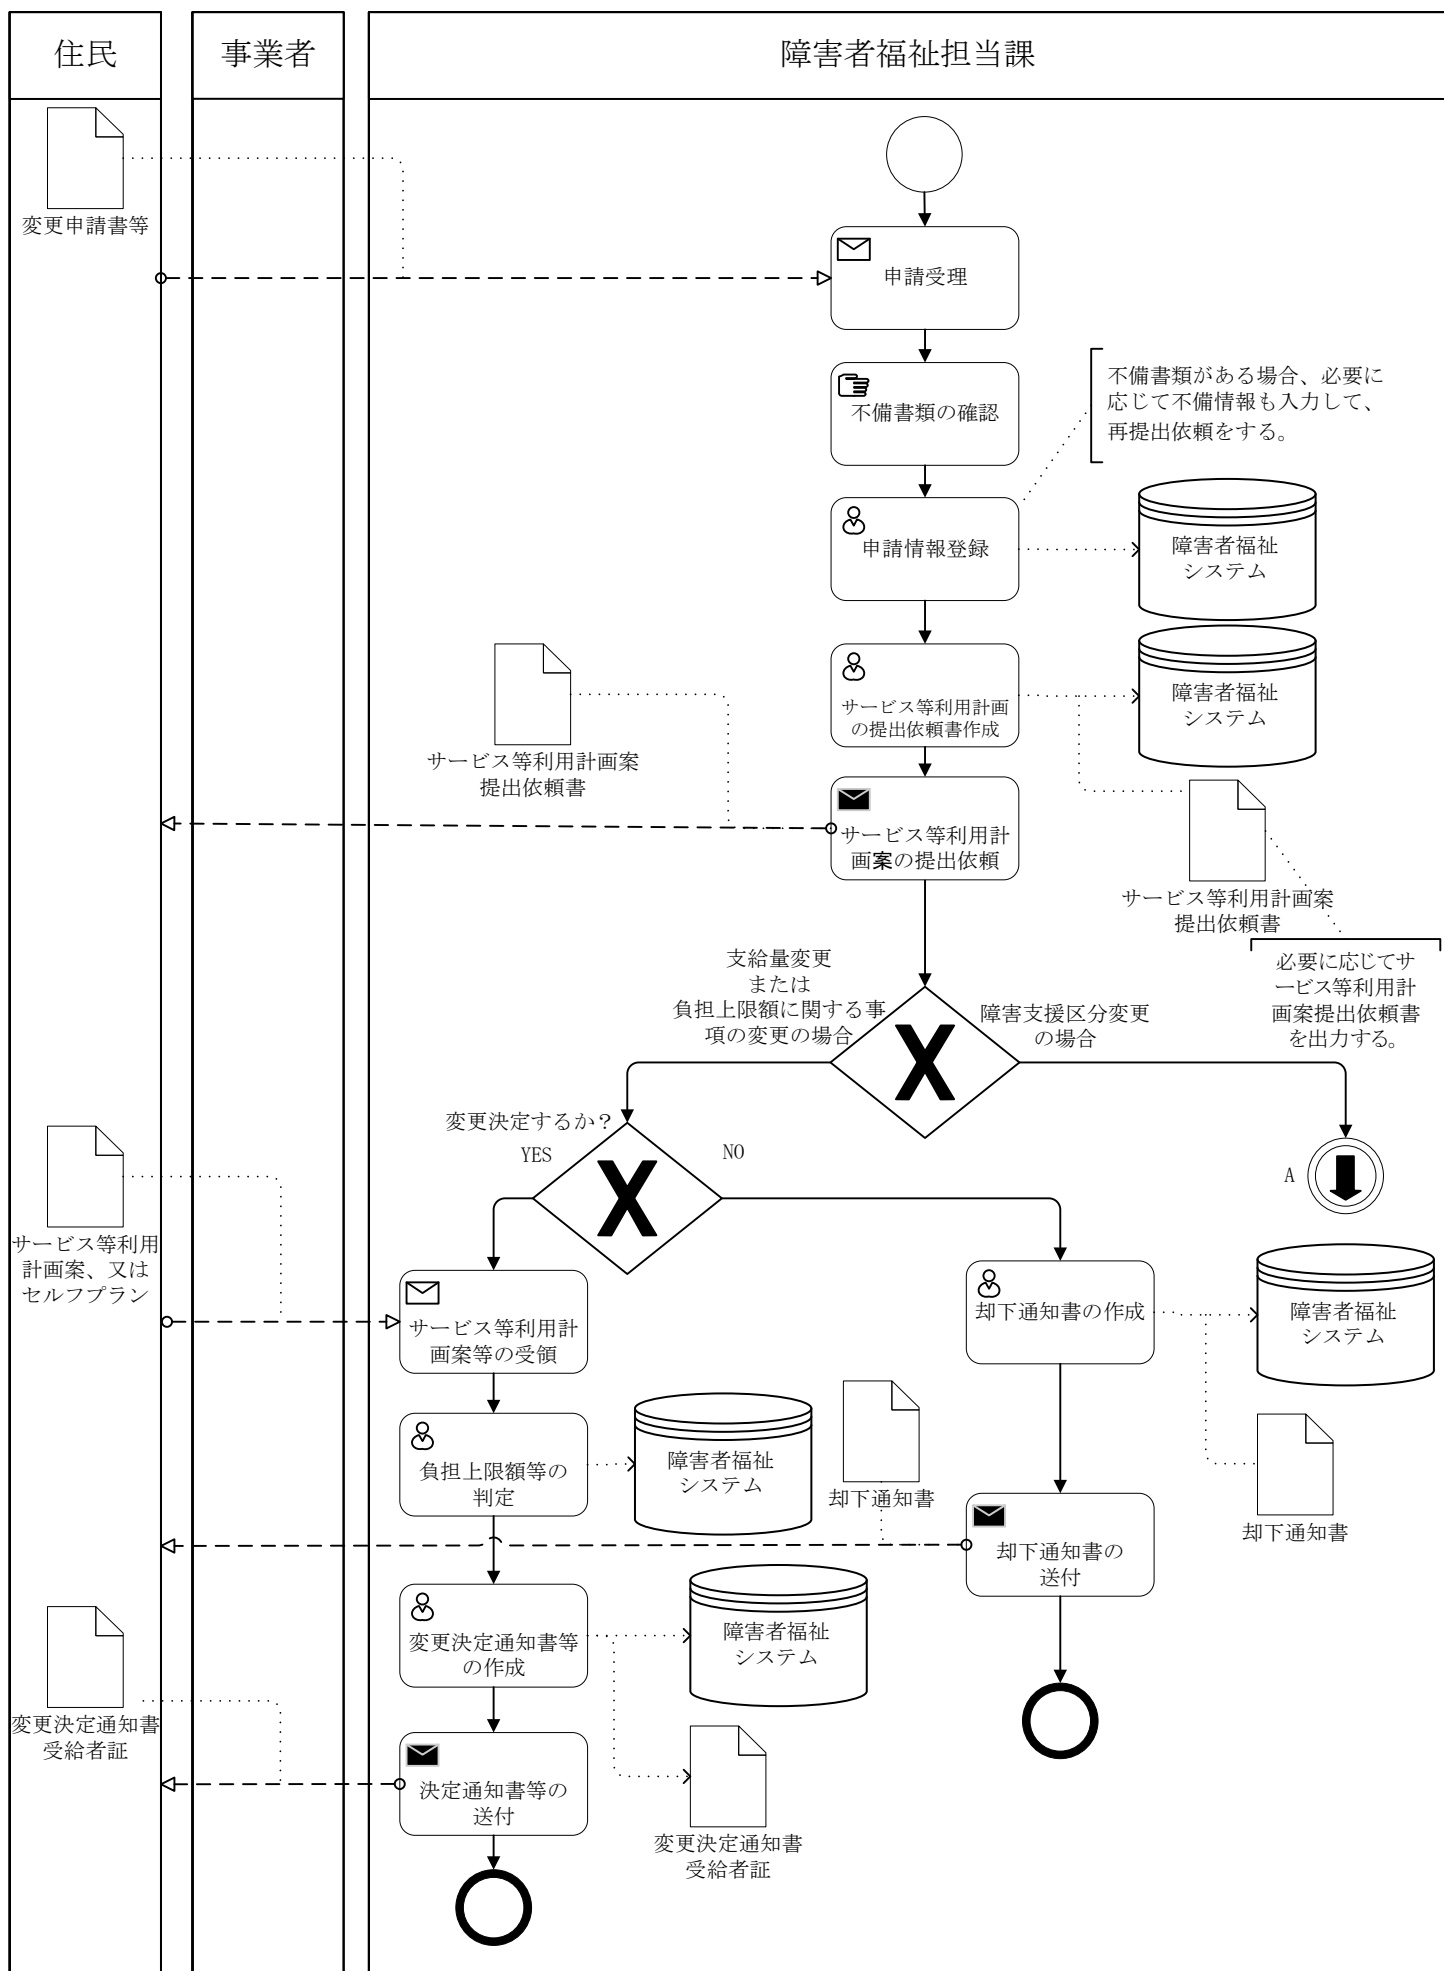 住民
事業者
障害者福祉担当課
変更申請書等
申請受理
不備書類の確認
不備書類がある場合、必要に
応じて不備情報も入力して、
再提出依頼をする。
申請情報登録
障害者福祉
システム
サービス等利用計画
の提出依頼書作成
障害者福祉
システム
サービス等利用計画案
提出依頼書
サービス等利用計
画案の提出依頼
サービス等利用計画案
提出依頼書
必要に応じてサ
ービス等利用計
画案提出依頼書
を出力する。
支給量変更
または
負担上限額に関する事
項の変更の場合
障害支援区分変更
の場合
変更決定するか？
YES
NO
A
サービス等利用
計画案、又は
セルフプラン
サービス等利用計
画案等の受領
却下通知書の作成
障害者福祉
システム
負担上限額等の
判定
障害者福祉
システム
却下通知書
却下通知書
却下通知書の
送付
変更決定通知書等
の作成
障害者福祉
システム
変更決定通知書
受給者証
決定通知書等の
送付
変更決定通知書
受給者証